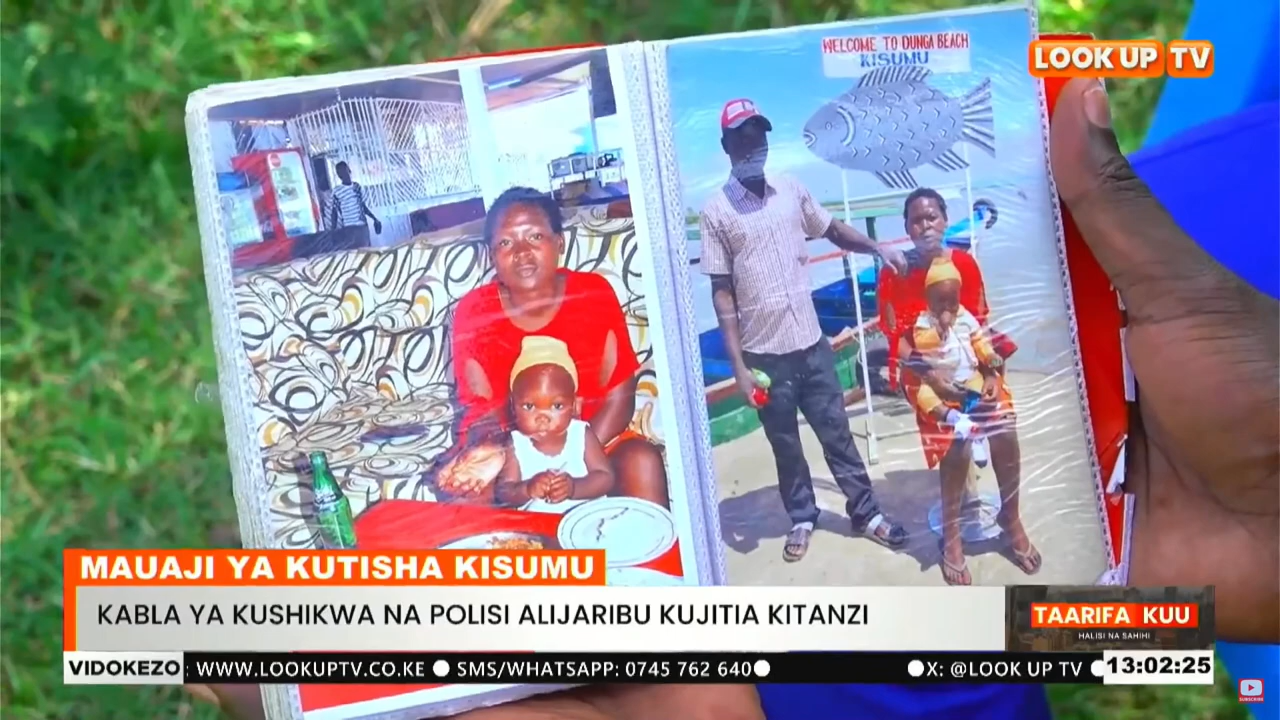 WELCOME TO DUNGA BEACH
KISUMU
LOOK UP TV
MAUAJI YA KUTISHA KISUMU
KABLA YA KUSHIKWA NA POLISI ALIJARIBU KUJITIA KITANZI
TAARIFA KUU
HALISI NA SAHIHI
VIDOKEZO : WWW.LOOKUPTV.CO.KE ● SMS/WHATSAPP: 0745 762 640● ●X: @LOOK UP TV ● 13:02:25
SUBSCRIBE